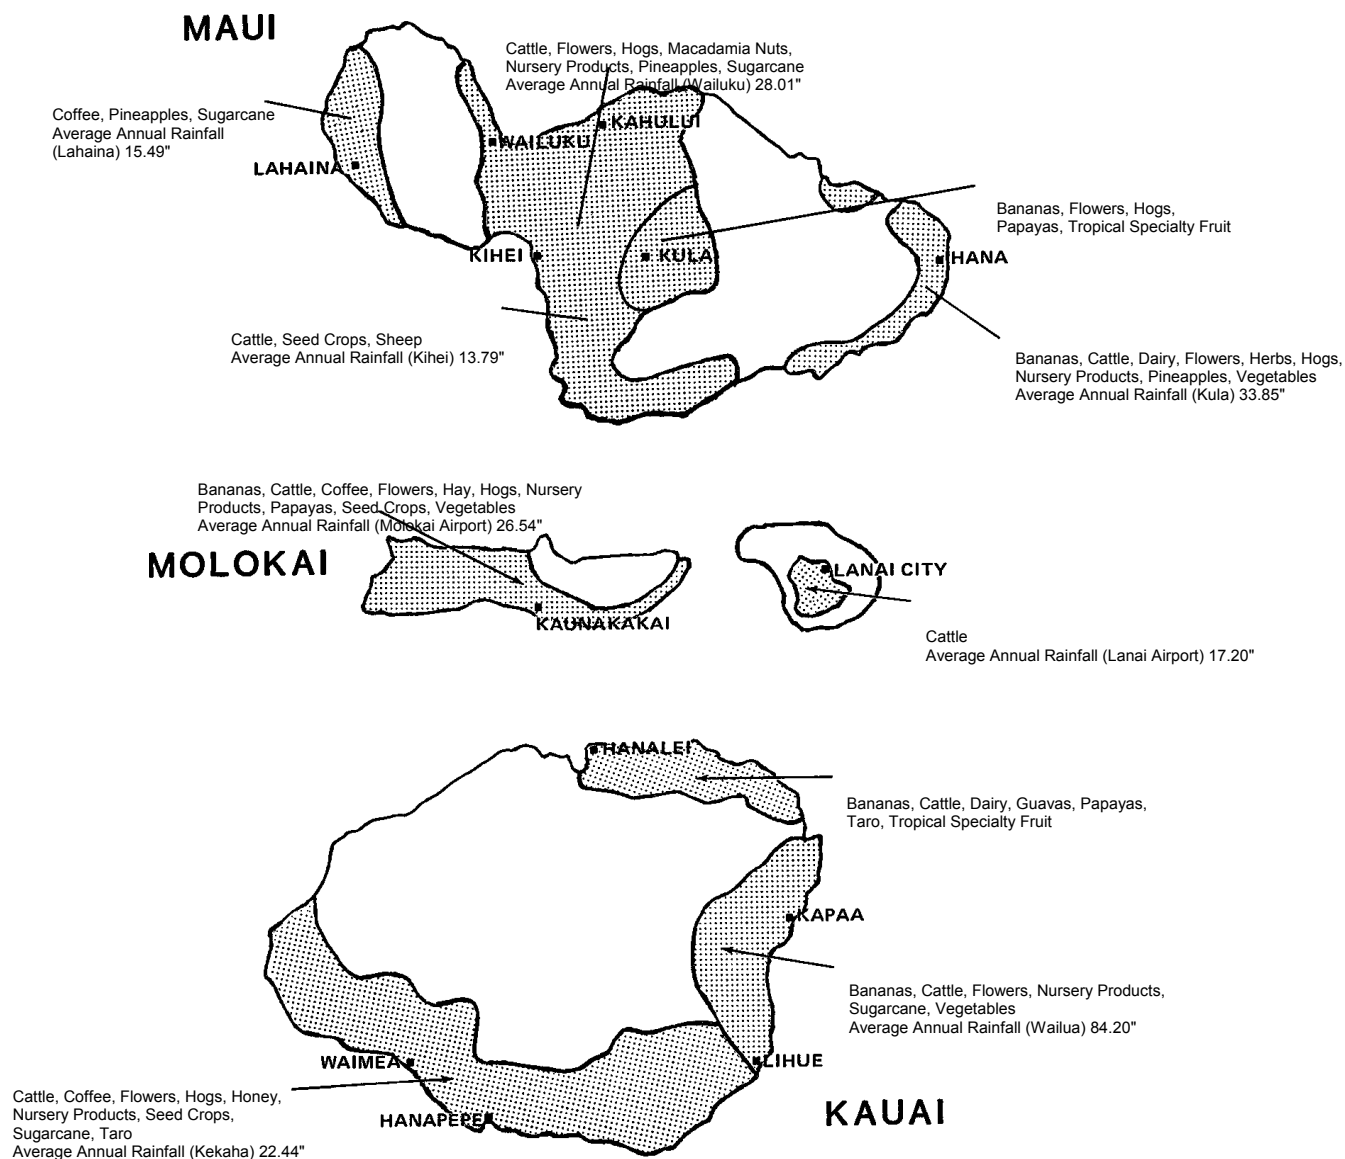 MAUI
Cattle, Flowers, Hogs, Macadamia Nuts,
Nursery Products, Pineapples, Sugarcane
Average Annual Rainfall (Wailuku) 28.01"
Coffee, Pineapples, Sugarcane
Average Annual Rainfall
(Lahaina) 15.49"
KAHULUI
WAILUKU
LAHAINA
Bananas, Flowers, Hogs,
Papayas, Tropical Specialty Fruit
KIHEI
KULA
HANA
Cattle, Seed Crops, Sheep
Average Annual Rainfall (Kihei) 13.79"
Bananas, Cattle, Dairy, Flowers, Herbs, Hogs,
Nursery Products, Pineapples, Vegetables
Average Annual Rainfall (Kula) 33.85"
Bananas, Cattle, Coffee, Flowers, Hay, Hogs, Nursery
Products, Papayas, Seed Crops, Vegetables
Average Annual Rainfall (Molokai Airport) 26.54"
MOLOKAI
LANAI CITY
KAUNAKAKAI
Cattle
Average Annual Rainfall (Lanai Airport) 17.20"
HANALEI
Bananas, Cattle, Dairy, Guavas, Papayas,
Taro, Tropical Specialty Fruit
KAPAA
Bananas, Cattle, Flowers, Nursery Products,
Sugarcane, Vegetables
Average Annual Rainfall (Wailua) 84.20"
WAIMEA
LIHUE
Cattle, Coffee, Flowers, Hogs, Honey,
Nursery Products, Seed Crops,
Sugarcane, Taro
Average Annual Rainfall (Kekaha) 22.44"
HANAPEPE
KAUAI